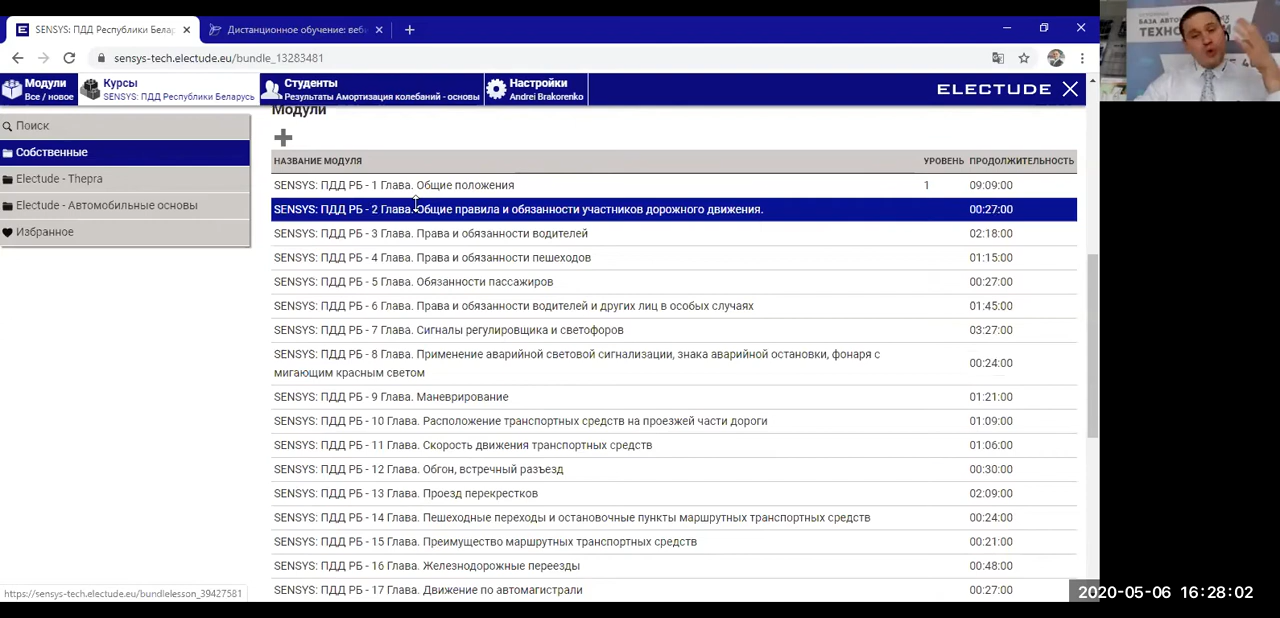 SENSYS: ПДД Республики Бела
Дистанционное обучение: веб
sensys-tech.electude.eu/bundle_13283481
Модули
Все / новое
Курсы
SENSYS: ПДД Республики Беларусь
Студенты
Результаты Амортизация колебаний - основы
Настройки
Andrei Brakorenko
ELECTUDE
Поиск
Собственные
Electude - Thepra
Electude - Автомобильные основы
Избранное
Модули
НАЗВАНИЕ МОДУЛЯ УРОВЕНЬ ПРОДОЛЖИТЕЛЬНОСТЬ
SENSYS: ПДД РБ - 1 Глава. Общие положения 1 09:09:00
SENSYS: ПДД РБ - 2 Глава. Общие правила и обязанности участников дорожного движения. 00:27:00
SENSYS: ПДД РБ - 3 Глава. Права и обязанности водителей 02:18:00
SENSYS: ПДД РБ - 4 Глава. Права и обязанности пешеходов 01:15:00
SENSYS: ПДД РБ - 5 Глава. Обязанности пассажиров 00:27:00
SENSYS: ПДД РБ - 6 Глава. Права и обязанности водителей и других лиц в особых случаях 01:45:00
SENSYS: ПДД РБ - 7 Глава. Сигналы регулировщика и светофоров 03:27:00
SENSYS: ПДД РБ - 8 Глава. Применение аварийной световой сигнализации, знака аварийной остановки, фонаря с
мигающим красным светом 00:24:00
SENSYS: ПДД РБ - 9 Глава. Маневрирование 01:21:00
SENSYS: ПДД РБ - 10 Глава. Расположение транспортных средств на проезжей части дороги 01:09:00
SENSYS: ПДД РБ - 11 Глава. Скорость движения транспортных средств 01:06:00
SENSYS: ПДД РБ - 12 Глава. Обгон, встречный разъезд 00:30:00
SENSYS: ПДД РБ - 13 Глава. Проезд перекрестков 02:09:00
SENSYS: ПДД РБ - 14 Глава. Пешеходные переходы и остановочные пункты маршрутных транспортных средств 00:24:00
SENSYS: ПДД РБ - 15 Глава. Преимущество маршрутных транспортных средств 00:21:00
SENSYS: ПДД РБ - 16 Глава. Железнодорожные переезды 00:48:00
SENSYS: ПДД РБ - 17 Глава. Движение по автомагистрали 00:27:00
https://sensys-tech.electude.eu/bundlelesson_39427581
2020-05-06 16:28:02